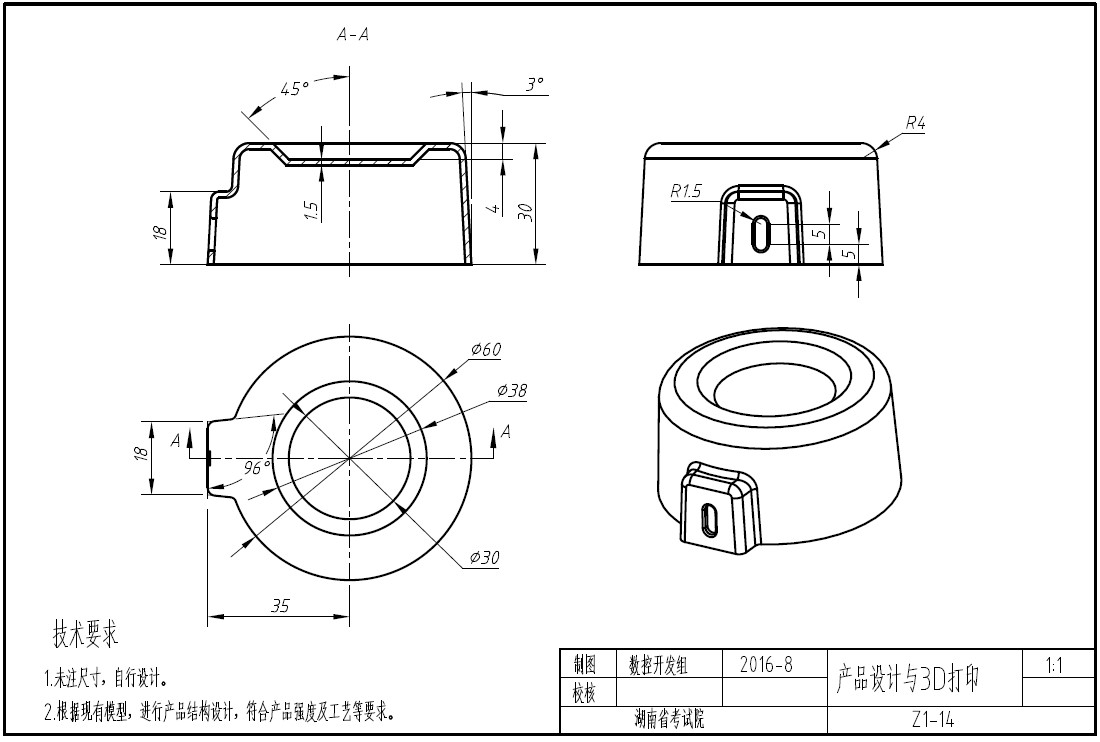 A-A
45°
3°
18
1.5
4
30
R4
R1.5
5
5
Φ60
Φ38
A
A
18
96°
Φ30
35
技术要求
1.未注尺寸，自行设计。
2.根据现有模型，进行产品结构设计，符合产品强度及工艺等要求。
制图 数控开发组 2016-8 产品设计与3D打印 1:1
校核
湖南省考试院 Z1-14